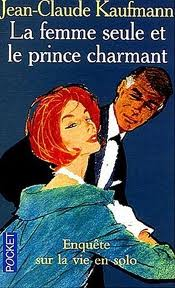 Jean-Claude Kaufmann
La femme seule et
le prince charmant
Enquête
sur la vie en solo
POCKET